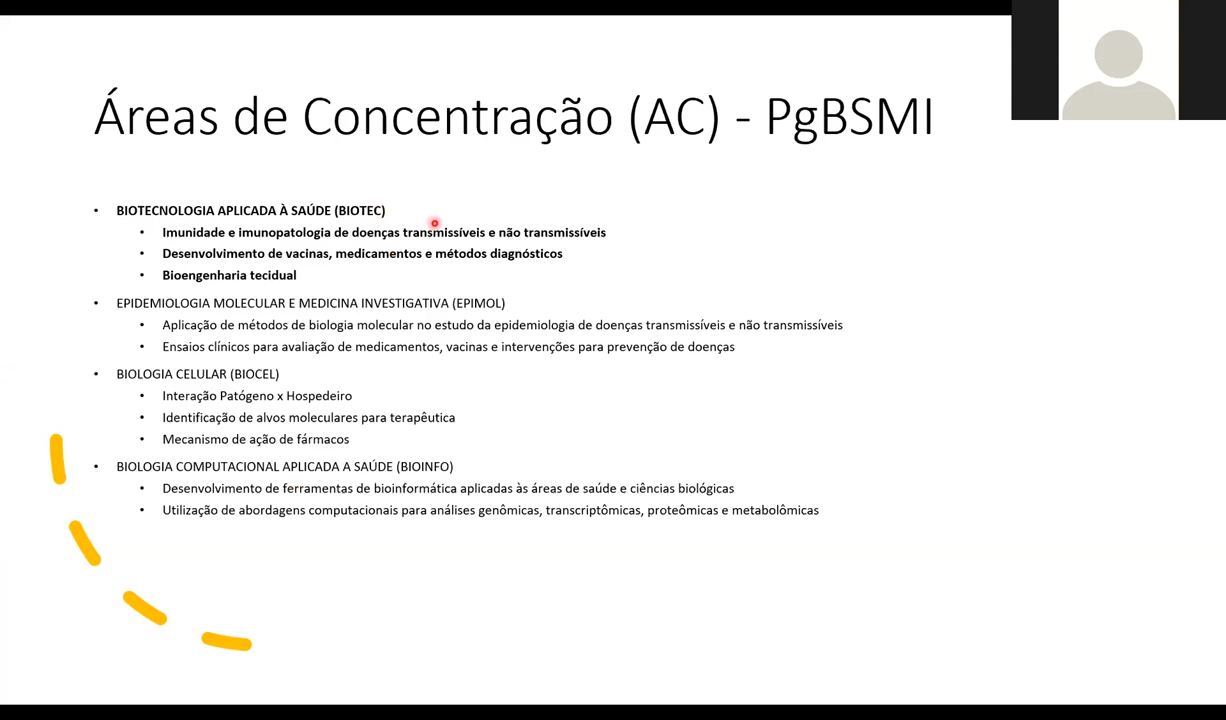 Áreas de Concentração (AC) - PgBSMI
• BIOTECNOLOGIA APLICADA À SAÚDE (BIOTEC)
• Imunidade e imunopatologia de doenças transmissíveis e não transmissíveis
• Desenvolvimento de vacinas, medicamentos e métodos diagnósticos
• Bioengenharia tecidual
• EPIDEMIOLOGIA MOLECULAR E MEDICINA INVESTIGATIVA (EPIMOL)
• Aplicação de métodos de biologia molecular no estudo da epidemiologia de doenças transmissíveis e não transmissíveis
• Ensaios clínicos para avaliação de medicamentos, vacinas e intervenções para prevenção de doenças
• BIOLOGIA CELULAR (BIOCEL)
• Interação Patógeno x Hospedeiro
• Identificação de alvos moleculares para terapêutica
• Mecanismo de ação de fármacos
• BIOLOGIA COMPUTACIONAL APLICADA A SAÚDE (BIOINFO)
• Desenvolvimento de ferramentas de bioinformática aplicadas às áreas de saúde e ciências biológicas
• Utilização de abordagens computacionais para análises genômicas, transcriptômicas, proteômicas e metabolômicas